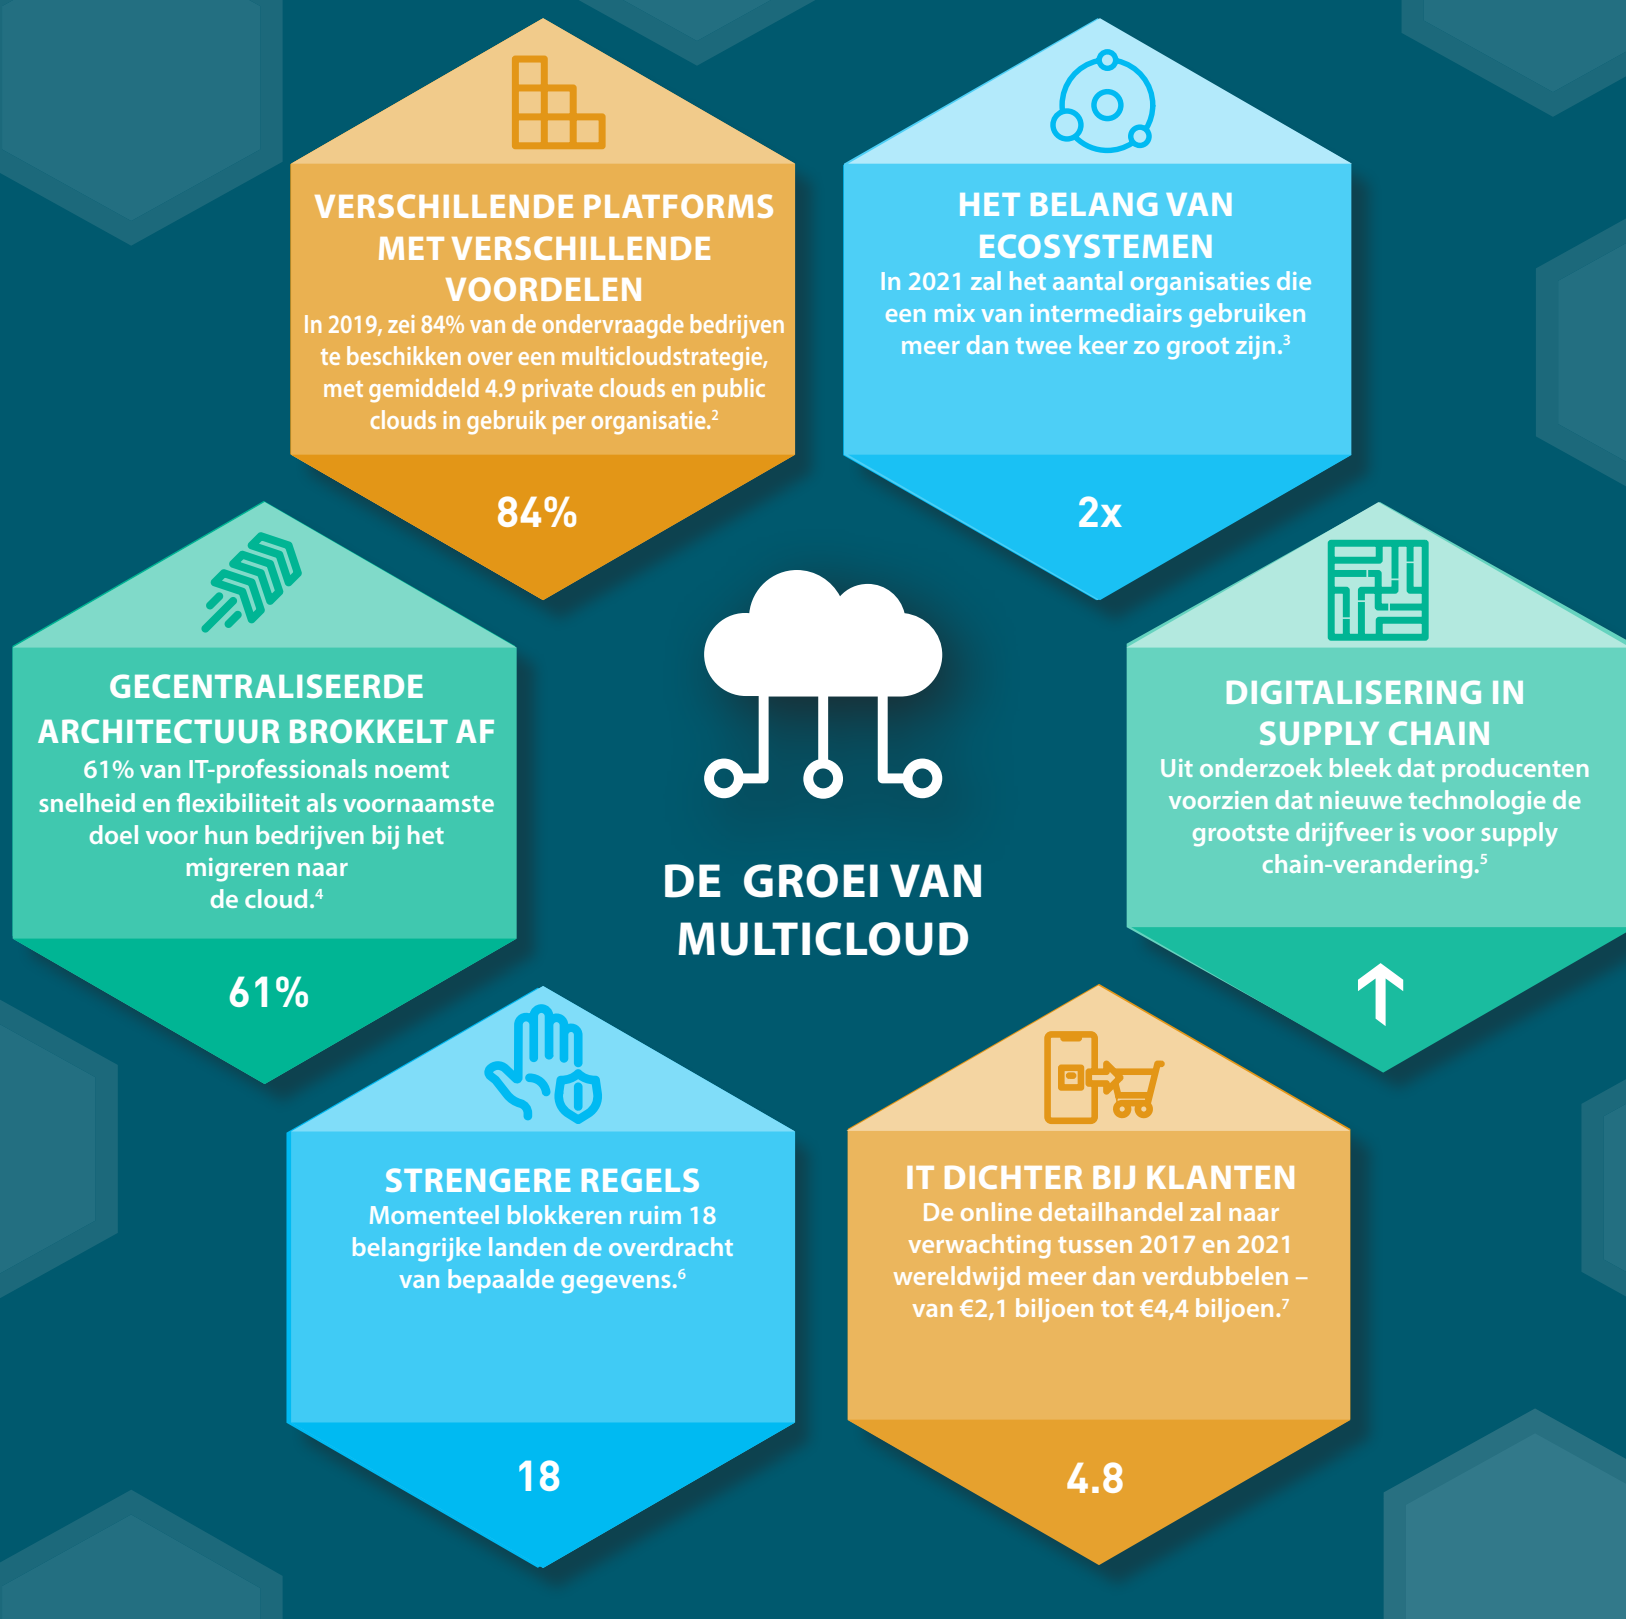 VERSCHILLENDE PLATFORMS
MET VERSCHILLENDE
VOORDELEN
In 2019, zei 84% van de ondervraagde bedrijven
te beschikken over een multicloudstrategie,
met gemiddeld 4.9 private clouds en public
clouds in gebruik per organisatie.²
84%
HET BELANG VAN
ECOSYSTEMEN
In 2021 zal het aantal organisaties die
een mix van intermediairs gebruiken
meer dan twee keer zo groot zijn.³
2x
GECENTRALISEERDE
ARCHITECTUUR BROKKELT AF
61% van IT-professionals noemt
snelheid en flexibiliteit als voornaamste
doel voor hun bedrijven bij het
migreren naar
de cloud.⁴
61%
DE GROEI VAN
MULTICLOUD
DIGITALISERING IN
SUPPLY CHAIN
Uit onderzoek bleek dat producenten
voorzien dat nieuwe technologie de
grootste drijfveer is voor supply
chain-verandering.⁵
STRENGERE REGELS
Momenteel blokkeren ruim 18
belangrijke landen de overdracht
van bepaalde gegevens.⁶
18
IT DICHTER BIJ KLANTEN
De online detailhandel zal naar
verwachting tussen 2017 en 2021
wereldwijd meer dan verdubbelen –
van €2,1 biljoen tot €4,4 biljoen.⁷
4.8